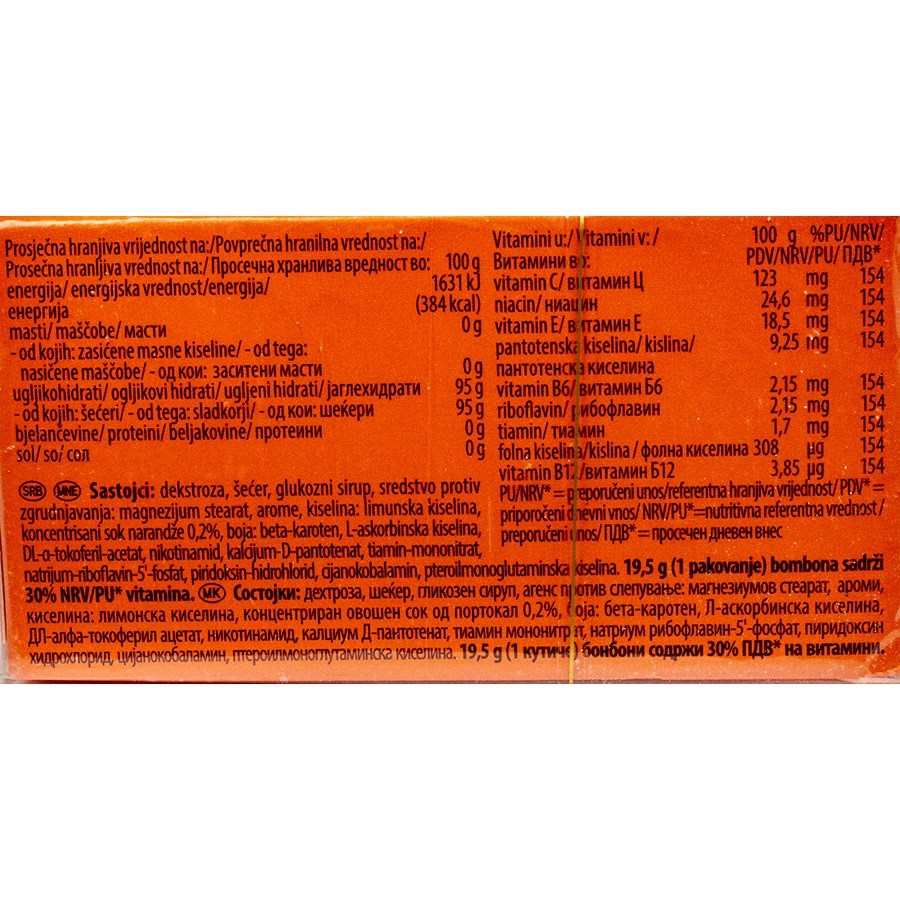 Prosječna hranjiva vrijednost na:/Povprečna hranilna vrednost na:/
Prosečna hranljiva vrednost na:/ Просечна хранлива вредност во: 100 g
energija/ energijska vrednost/energija/ 1631 kJ
енергија (384 kcal)
masti/ maščobe/ масти 0 g
- od kojih: zasićene masne kiseline/ - od tega:
nasičene maščobe/ - од кои: заситени масти 0 g
ugljikohidrati/ ogljikovi hidrati/ ugljeni hidrati/ јаглехидрати 95 g
- od kojih: šećeri/ - od tega: sladkorji/ - од кои: шеќери 95 g
bjelančevine/ proteini/ beljakovine/ протеини 0 g
sol/ so/ сол 0 g
Vitamini u:/ Vitamini v: / 100 g %PU/NRV/
Витамини во: PDV/NRV/PU/ ПДВ*
vitamin C/ витамин Ц 123 mg 154
niacin/ ниацин 24,6 mg 154
vitamin E/ витамин Е 18,5 mg 154
pantotenska kiselina/ kislina/ 9,25 mg 154
пантотенска киселина
vitamin B6/ витамин Б6 2,15 mg 154
riboflavin/ рибофлавин 2,15 mg 154
tiamin/ тиамин 1,7 mg 154
folna kiselina/kislina / фолна киселина 308 µg 154
vitamin B12/витамин Б12 3,85 µg 154
PU/NRV* = preporučeni unos/referentna hranjiva vrijednost/ PDV* =
priporočeni dnevni vnos/ NRV/PU*=nutritivna referentna vrednost /
preporučeni unos/ ПДВ* = просечен дневен внес
SRB MNE Sastojci: dekstroza, šećer, glukozni sirup, sredstvo protiv
zgrudnjavanja: magnezijum stearat, arome, kiselina: limunska kiselina,
koncentrisani sok narandže 0,2%, boja: beta-karoten, L-askorbinska kiselina,
DL-α-tokoferil-acetat, nikotinamid, kalcijum-D-pantotenat, tiamin-mononitrat,
natrijum-riboflavin-5'-fosfat, piridoksin-hidrohlorid, cijanokobalamin, pteroilmonoglutaminska kiselina. 19,5 g (1 pakovanje) bombona sadrži
30% NRV/PU* vitamina. MK Состојки: декстроза, шеќер, гликозен сируп, агенс против слепување: магнезиумов стеарат, ароми,
киселина: лимонска киселина, концентриран овошен сок од портокал 0,2%, боја: бета-каротен, Л-аскорбинска киселина,
ДЛ-алфа-токоферил ацетат, никотинамид, калциум Д-пантотенат, тиамин мононитрат, натриум рибофлавин-5'-фосфат, пиридоксин
хидрохлорид, цијанокобаламин, птероилмоноглутаминска киселина. 19,5 g (1 кутиче) бонбони содржи 30% ПДВ* на витамини.